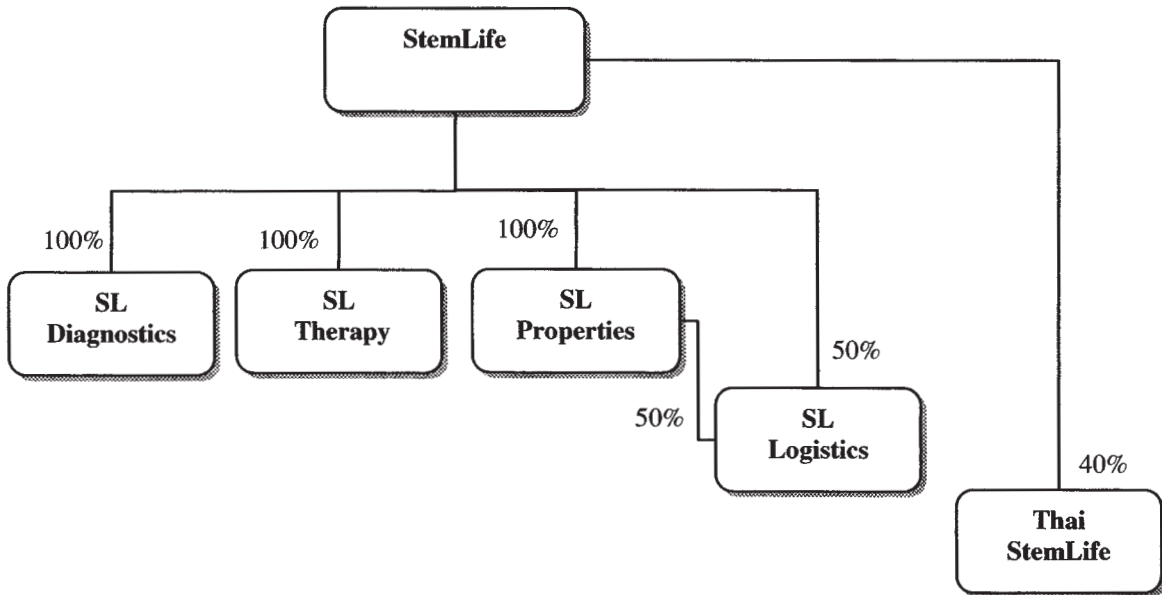 StemLife
100%
100%
100%
SL
Diagnostics
SL
Therapy
SL
Properties
50%
50%
SL
Logistics
40%
Thai
StemLife